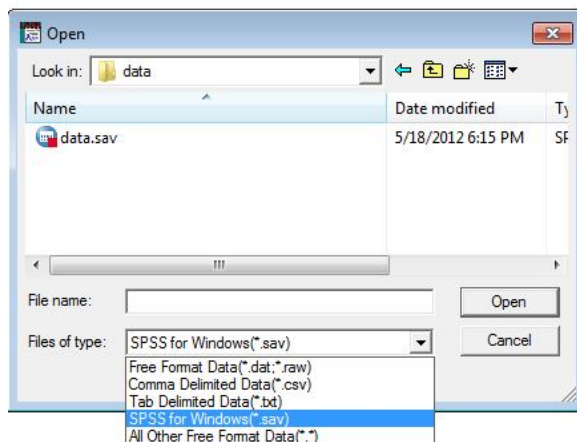 Open
Look in: data
Name Date modified Ty
data.sav 5/18/2012 6:15 PM SP
File name: Open
Files of type: SPSS for Windows(*.sav) Cancel
Free Format Data(*.dat;*.raw)
Comma Delimited Data(*.csv)
Tab Delimited Data(*.txt)
SPSS for Windows(*.sav)
All Other Free Format Data(*.*)